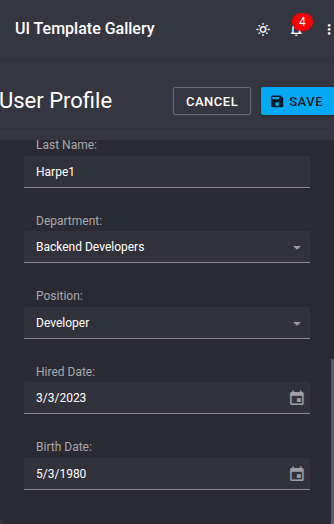 UI Template Gallery
4
User Profile
CANCEL
SAVE
Last Name:
Harpe1
Department:
Backend Developers
Position:
Developer
Hired Date:
3/3/2023
Birth Date:
5/3/1980